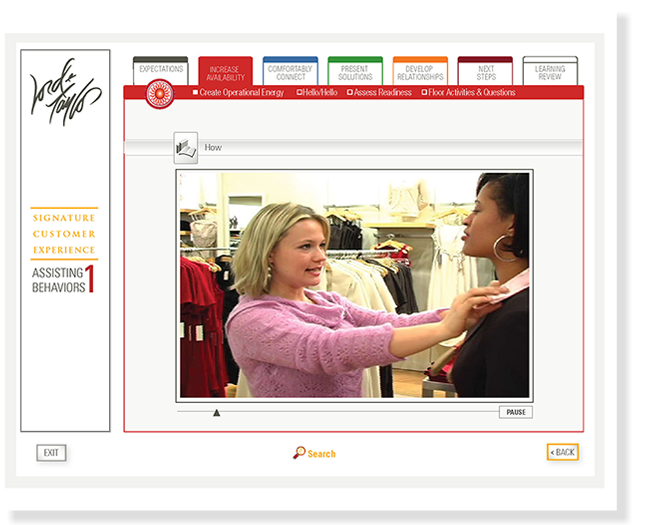 Lord & Taylor
EXPECTATIONS
INCREASE
AVAILABILITY
COMFORTABLY
CONNECT
PRESENT
SOLUTIONS
DEVELOP
RELATIONSHIPS
NEXT
STEPS
LEARNING
REVIEW
Create Operational Energy
Hello/Hello
Assess Readiness
Floor Activities & Questions
How
SIGNATURE
CUSTOMER
EXPERIENCE
ASSISTING
BEHAVIORS 1
PAUSE
EXIT
Search
< BACK